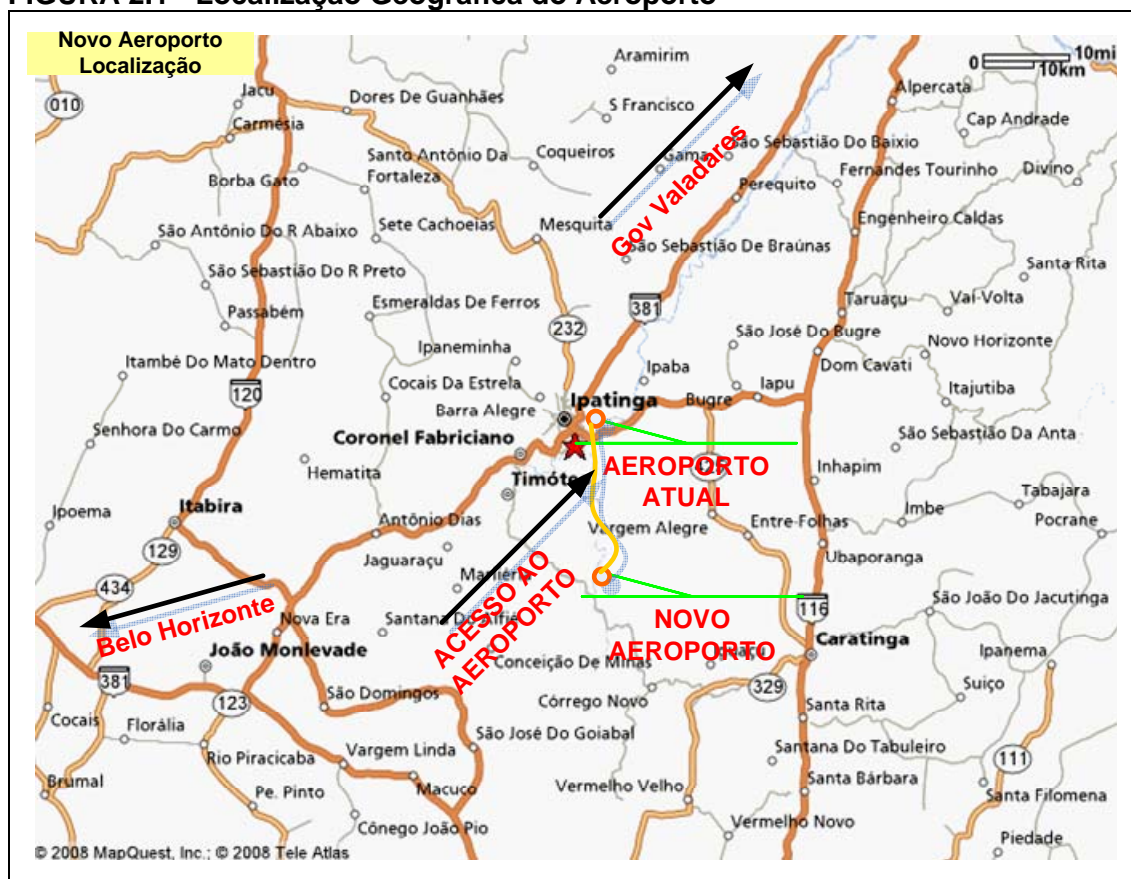 FIGURA 2.1 - Localização Geográfica do Aeroporto
Novo Aeroporto
Localização
Aramirim
0
10mi
10km
010
Jacu
Dores De Guanhães
S Francisco
Alpercata
Carmésia
Cap Andrade
Gama
São Sebastião Do Baixio
Santo Antônio Da
Fortaleza
Coqueiros
Fernandes Tourinho
Divino
Borba Gato
Perequito
Gov Valadares
São Antônio Do R Abaixo
Sete Cachoeias
Mesquita
Engenheiro Caldas
São Sebastião De Braúnas
São Sebastião Do R Preto
Santa Rita
Passabém
Esmeraldas De Ferros
381
Taruaçu
Vai-Volta
232
São José Do Bugre
Itambé Do Mato Dentro
Ipaneminha
Novo Horizonte
Ipaba
Dom Cavati
120
Cocais Da Estrela
Iapu
Itajutiba
Ipatinga
Bugre
Barra Alegre
Senhora Do Carmo
Coronel Fabriciano
São Sebastião Da Anta
Hematita
AEROPORTO
ATUAL
425
Inhapim
Timóte
Itabira
Tabajara
Ipoema
Imbe
Antônio Dias
Vargem Alegre
Entre-Folhas
Pocrane
129
Jaguaraçu
Ubaporanga
434
ACESSO AO
AEROPORTO
116
São João Do Jacutinga
Belo Horizonte
Santana Do Alfié
NOVO
AEROPORTO
Nova Era
Caratinga
João Monlevade
Conceição De Minas
Ipanema
381
329
São Domingos
Córrego Novo
Suiço
123
Santa Rita
Cocais
Florália
São José Do Goiabal
Rio Piracicaba
Vargem Linda
Santana Do Tabuleiro
111
Brumal
Macuco
Vermelho Velho
Santa Bárbara
Pe. Pinto
Santa Filomena
Cônego João Pio
Vermelho Novo
Piedade
© 2008 MapQuest, Inc.; © 2008 Tele Atlas